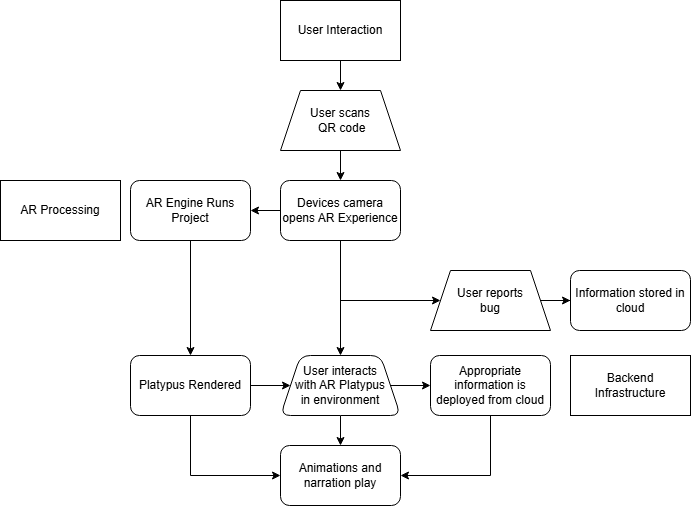 User Interaction
User scans
QR code
AR Processing
AR Engine Runs
Project
Devices camera
opens AR Experience
User reports
bug
Information stored in
cloud
Platypus Rendered
User interacts
with AR Platypus
in environment
Appropriate
information is
deployed from cloud
Backend
Infrastructure
Animations and
narration play